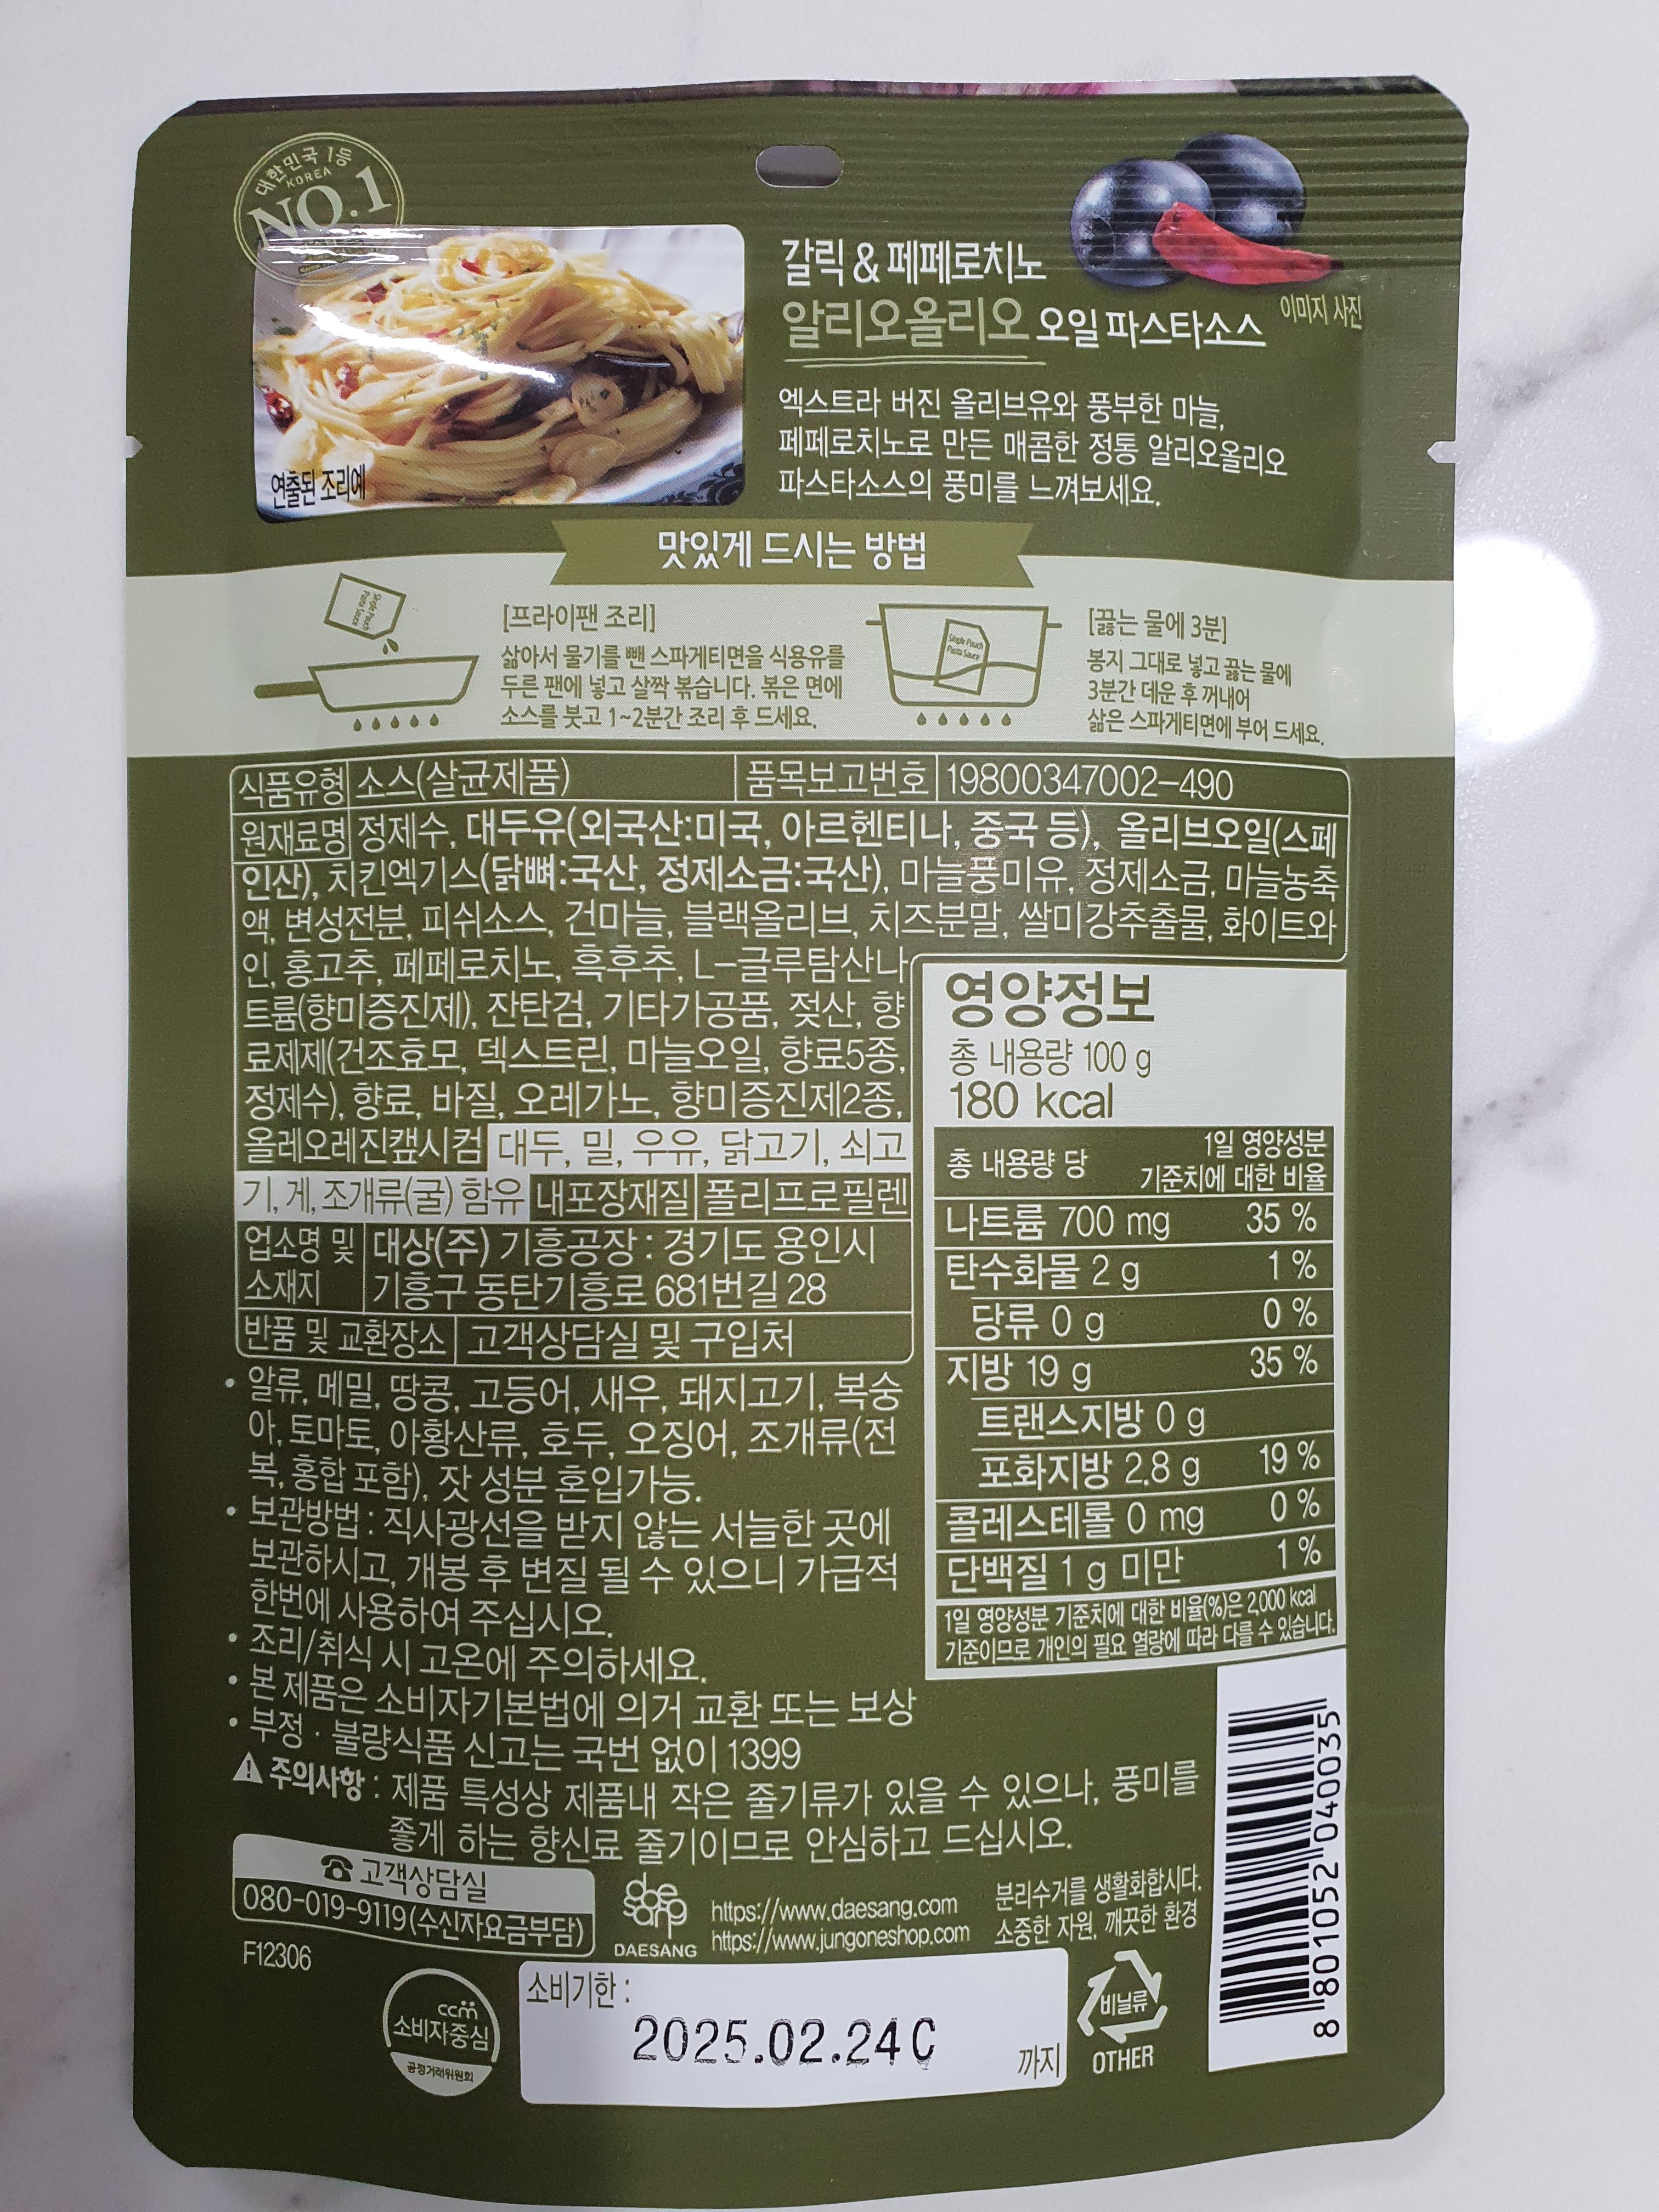 대한민국 1등
KOREA
NO.1
갈릭 & 페페로치노
알리오올리오 오일 파스타소스
이미지 사진
엑스트라 버진 올리브유와 풍부한 마늘,
페페로치노로 만든 매콤한 정통 알리오올리오
파스타소스의 풍미를 느껴보세요.
연출된 조리예
맛있게 드시는 방법
Single Pouch
Pasta Sauce
[프라이팬 조리]
삶아서 물기를 뺀 스파게티면을 식용유를
두른 팬에 넣고 살짝 볶습니다. 볶은 면에
소스를 붓고 1~2분간 조리 후 드세요.
Single Pouch
Pasta Sauce
[끓는 물에 3분]
봉지 그대로 넣고 끓는 물에
3분간 데운 후 꺼내어
삶은 스파게티면에 부어 드세요.
식품유형 소스(살균제품) 품목보고번호 19800347002-490
원재료명 정제수, 대두유(외국산:미국, 아르헨티나, 중국 등), 올리브오일(스페
인산), 치킨엑기스(닭뼈:국산, 정제소금:국산), 마늘풍미유, 정제소금, 마늘농축
액, 변성전분, 피쉬소스, 건마늘, 블랙올리브, 치즈분말, 쌀미강추출물, 화이트와
인, 홍고추, 페페로치노, 흑후추, L-글루탐산나
트륨(향미증진제), 잔탄검, 기타가공품, 젖산, 향
료제제(건조효모, 덱스트린, 마늘오일, 향료5종,
정제수), 향료, 바질, 오레가노, 향미증진제2종,
올레오레진캪시컴 대두, 밀, 우유, 닭고기, 쇠고
기, 게, 조개류(굴) 함유 내포장재질 폴리프로필렌
업소명 및 대상(주) 기흥공장 : 경기도 용인시
소재지 기흥구 동탄기흥로 681번길 28
반품 및 교환장소 고객상담실 및 구입처
• 알류, 메밀, 땅콩, 고등어, 새우, 돼지고기, 복숭
아, 토마토, 아황산류, 호두, 오징어, 조개류(전
복, 홍합 포함), 잣 성분 혼입가능.
• 보관방법 : 직사광선을 받지 않는 서늘한 곳에
보관하시고, 개봉 후 변질 될 수 있으니 가급적
한번에 사용하여 주십시오.
• 조리/취식 시 고온에 주의하세요.
• 본 제품은 소비자기본법에 의거 교환 또는 보상
• 부정 · 불량식품 신고는 국번 없이 1399
주의사항 : 제품 특성상 제품내 작은 줄기류가 있을 수 있으나, 풍미를
좋게 하는 향신료 줄기이므로 안심하고 드십시오.
영양정보
총 내용량 100 g
180 kcal
총 내용량 당 1일 영양성분
기준치에 대한 비율
나트륨 700 mg 35 %
탄수화물 2 g 1 %
당류 0 g 0 %
지방 19 g 35 %
트랜스지방 0 g
포화지방 2.8 g 19 %
콜레스테롤 0 mg 0 %
단백질 1 g 미만 1 %
1일 영양성분 기준치에 대한 비율(%)은 2,000 kcal
기준이므로 개인의 필요 열량에 따라 다를 수 있습니다.
고객상담실
080-019-9119(수신자요금부담)
F12306
daesang
DAESANG
https://www.daesang.com
https://www.jungoneshop.com
분리수거를 생활화합시다.
소중한 자원, 깨끗한 환경
ccm
소비자중심
공정거래위원회
소비기한 :
2025.02.24C
까지
비닐류
OTHER
8 801052 040035